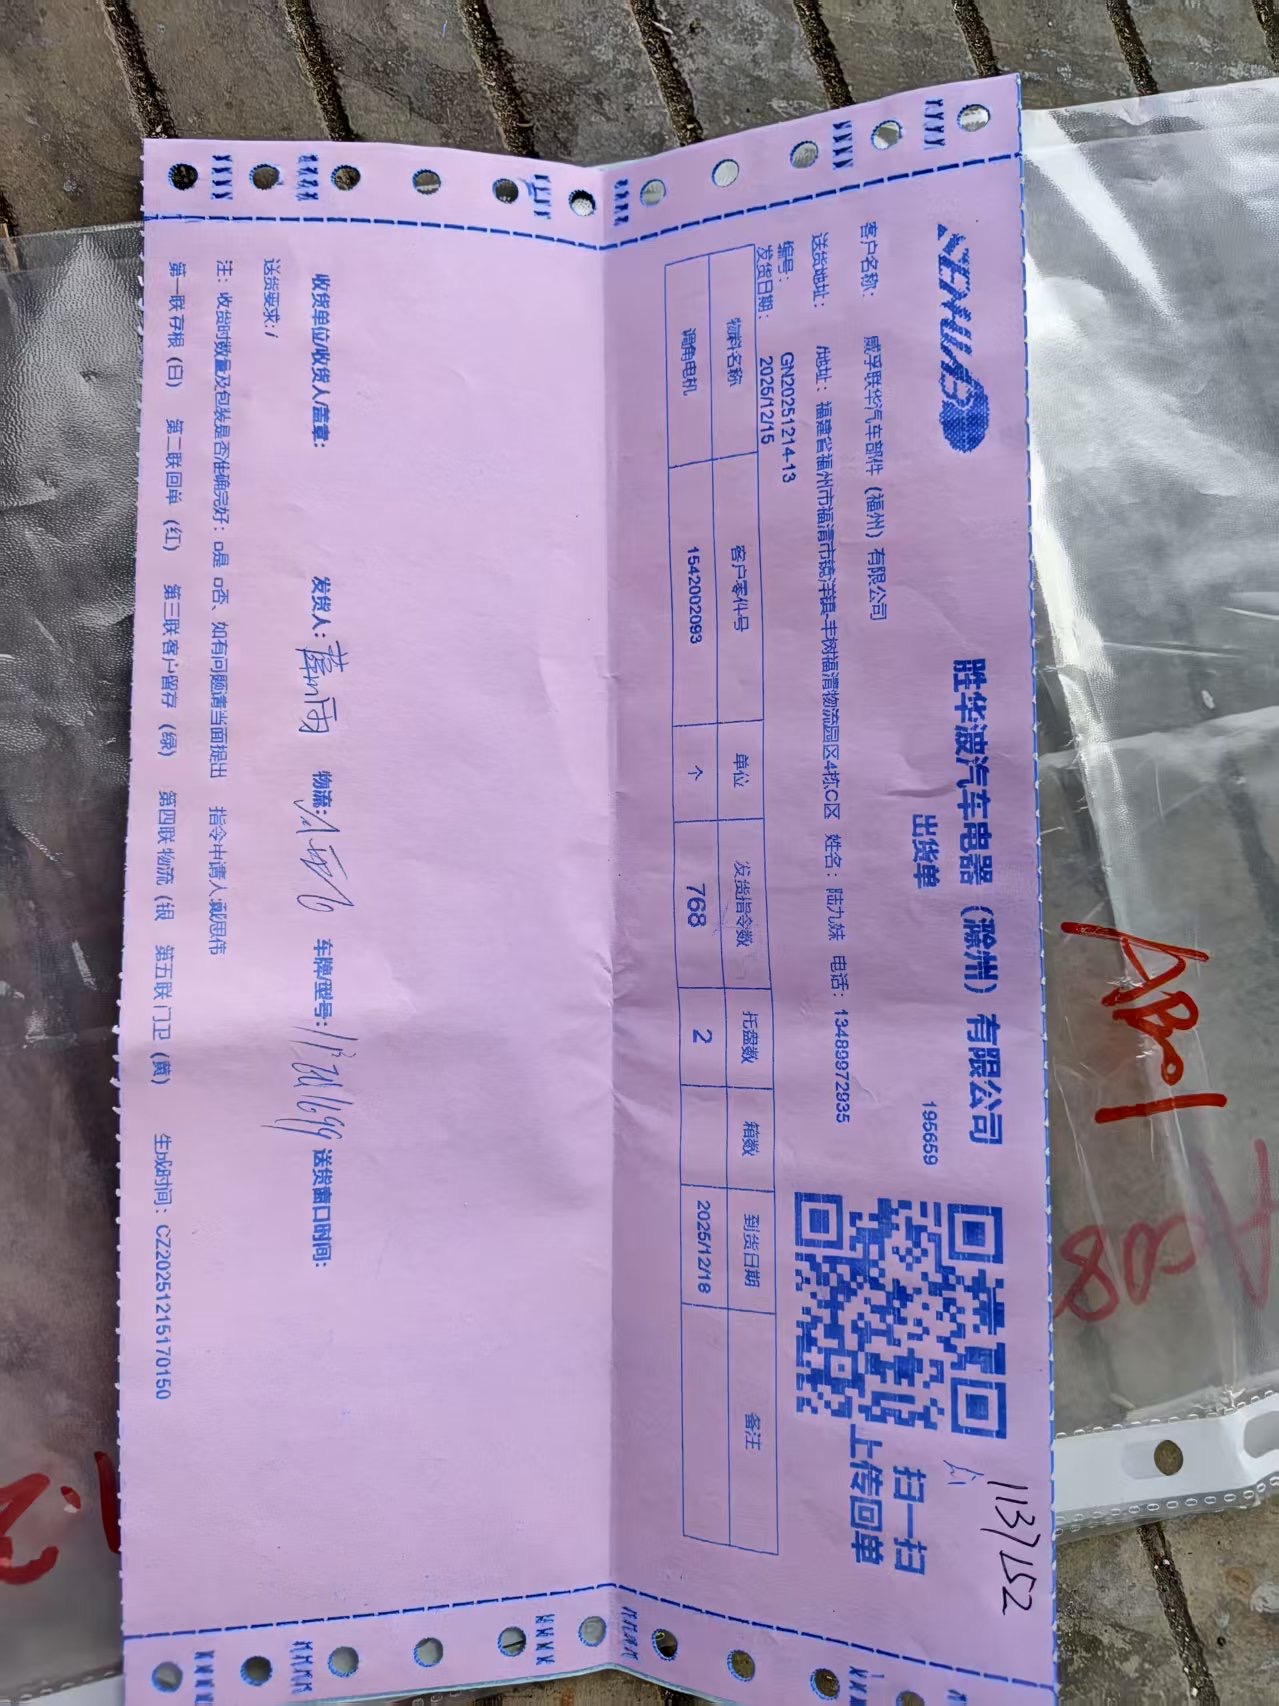 SENWAB
胜华波汽车电器（滁州）有限公司
出货单
195659
1137152
扫一扫
上传回单
客户名称： 威孚联华汽车部件（福州）有限公司
送货地址： /地址：福建省福州市福清市镜洋镇-丰树福清物流园区4栋C区 姓名：陆九妹 电话：13489972935
编号： GN20251214-13
发货日期： 2025/12/15
物料名称 客户零件号 单位 发货指令数 托盘数 箱数 到货日期 备注
调角电机 1542002093 个 768 2 2025/12/18
收货单位/收货人/盖章： 发货人： 物流： 车牌/型号： 送货窗口时间：
送货要求：/
注：收货时数量及包装是否准确完好：□是 □否、如有问题请当面提出 指令申请人:戴思伟
第一联 存根（白） 第二联 回单（红） 第三联 客户留存（绿） 第四联 物流（银 第五联 门卫（黄） 生成时间：CZ20251215170150